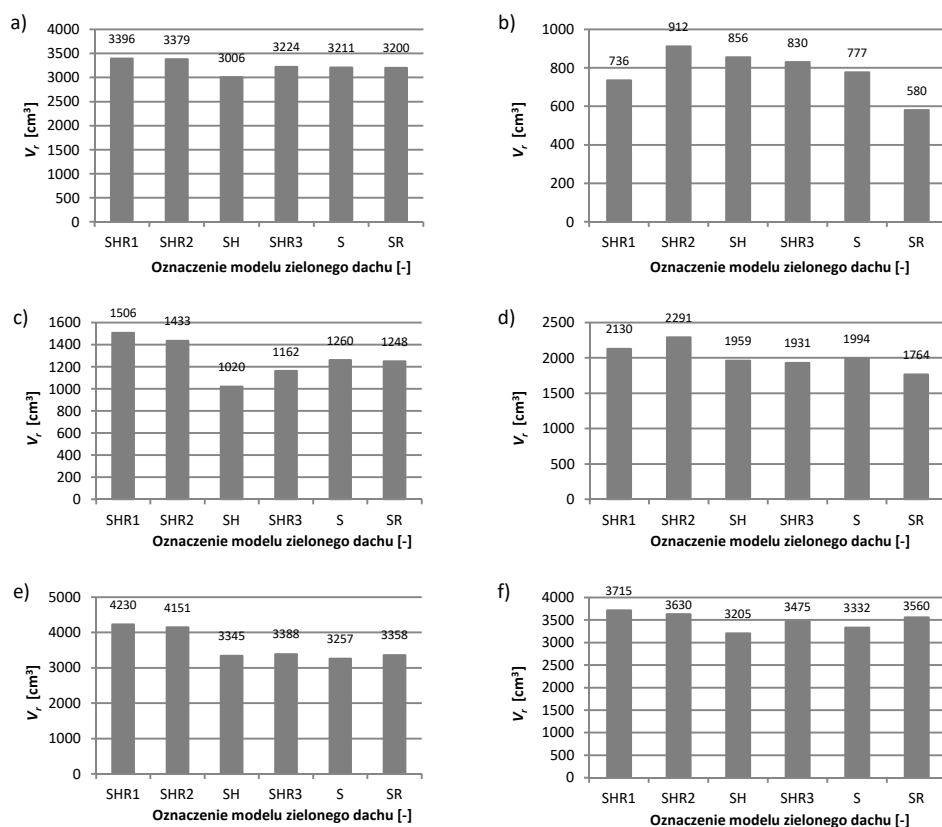 a)
4000
3500
3000
2500
2000
1500
1000
500
0
Vr [cm³]
3396 3379 3006 3224 3211 3200
SHR1 SHR2 SH SHR3 S SR
Oznaczenie modelu zielonego dachu [-]
b)
1000
800
600
400
200
0
Vr [cm³]
736 912 856 830 777 580
SHR1 SHR2 SH SHR3 S SR
Oznaczenie modelu zielonego dachu [-]
c)
1600
1400
1200
1000
800
600
400
200
0
Vr [cm³]
1506 1433 1020 1162 1260 1248
SHR1 SHR2 SH SHR3 S SR
Oznaczenie modelu zielonego dachu [-]
d)
2500
2000
1500
1000
500
0
Vr [cm³]
2130 2291 1959 1931 1994 1764
SHR1 SHR2 SH SHR3 S SR
Oznaczenie modelu zielonego dachu [-]
e)
5000
4000
3000
2000
1000
0
Vr [cm³]
4230 4151 3345 3388 3257 3358
SHR1 SHR2 SH SHR3 S SR
Oznaczenie modelu zielonego dachu [-]
f)
4000
3500
3000
2500
2000
1500
1000
500
0
Vr [cm³]
3715 3630 3205 3475 3332 3560
SHR1 SHR2 SH SHR3 S SR
Oznaczenie modelu zielonego dachu [-]